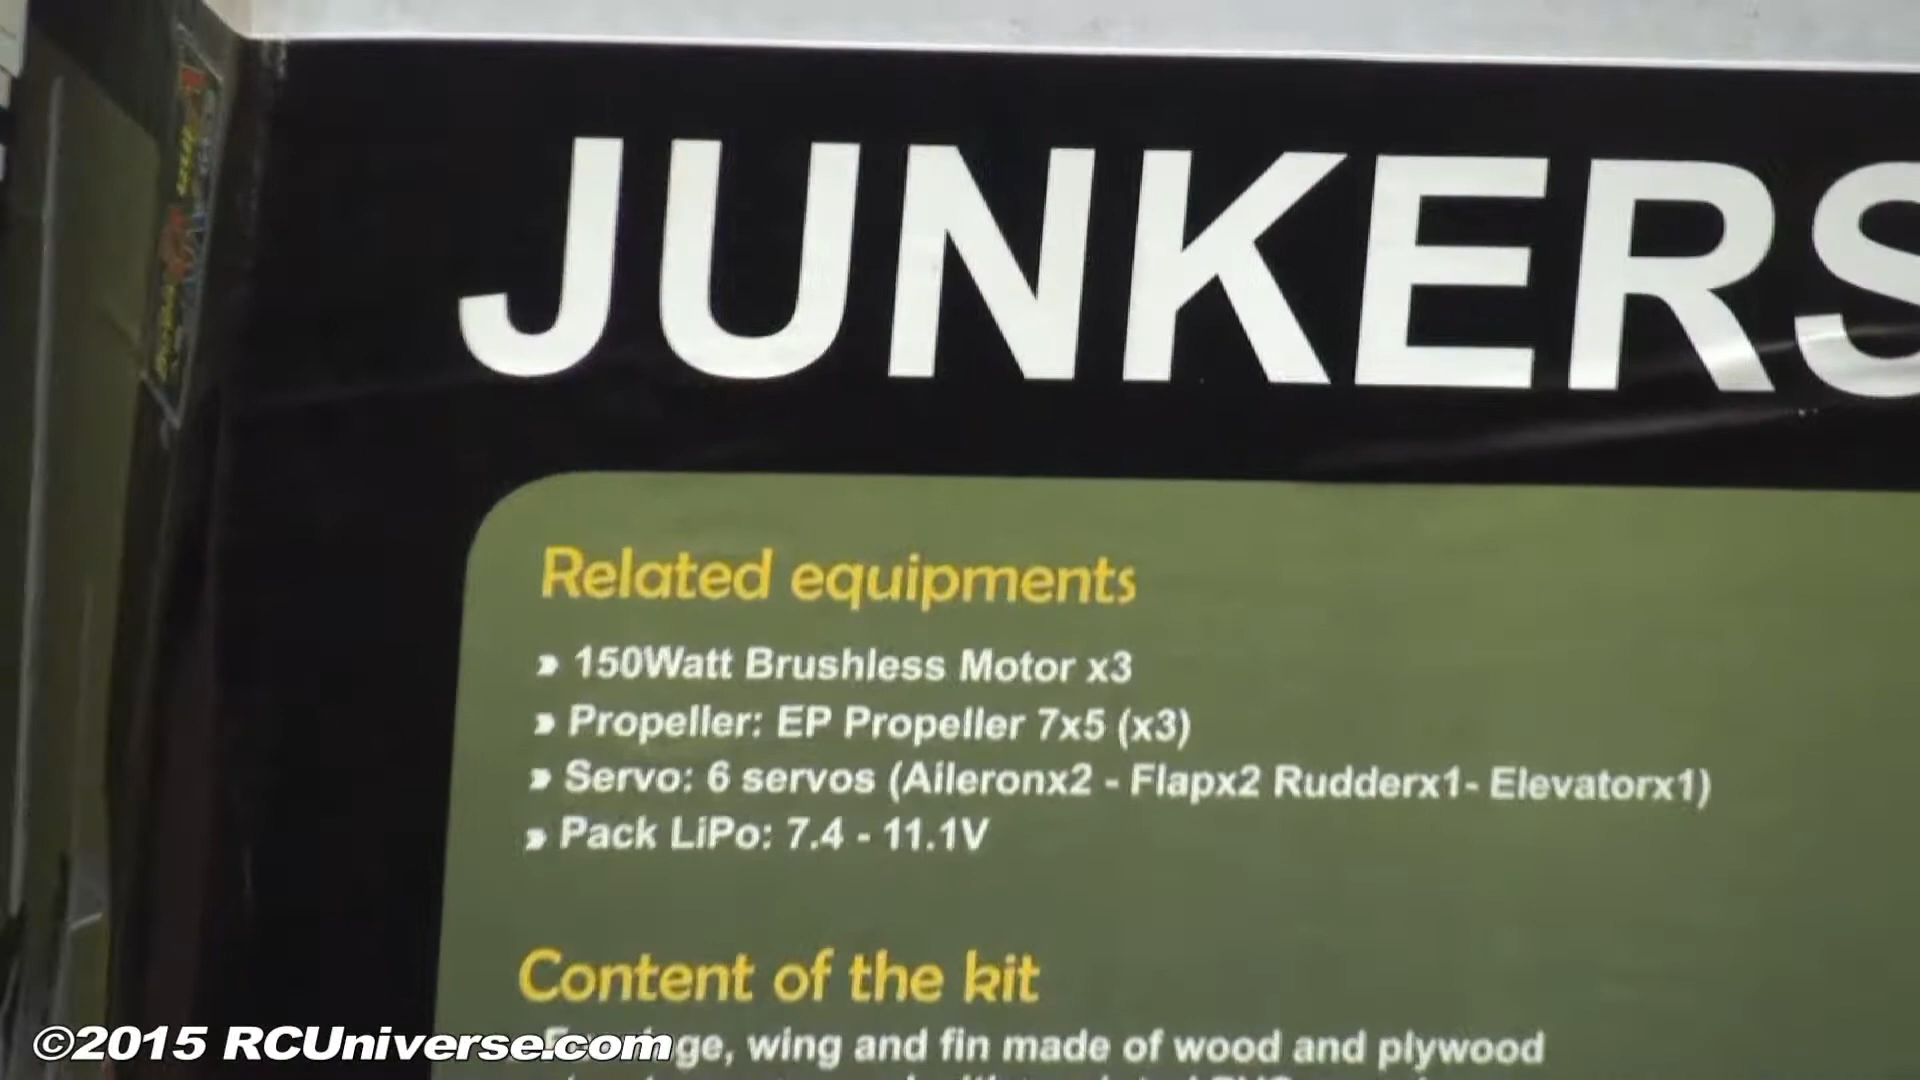 JUNKERS
Related equipments
» 150Watt Brushless Motor x3
» Propeller: EP Propeller 7x5 (x3)
» Servo: 6 servos (Aileronx2 - Flapx2 Rudderx1- Elevatorx1)
» Pack LiPo: 7.4 - 11.1V
Content of the kit
wing and fin made of wood and plywood
©2015 RCUniverse.com